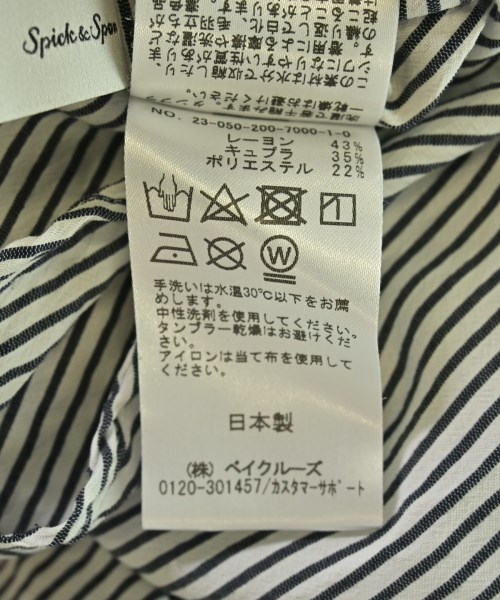 Spick & Span
NO. 23-050-200-7000-1-0
レーヨン 43%
キュプラ 35%
ポリエステル 22%
W
手洗いは水温30℃以下をお薦
めします。
中性洗剤を使用してください。
タンブラー乾燥はお避けくだ
さい。
アイロンは当て布を使用して
ください。
日本製
(株) ベイクルーズ
0120-301457/カスタマーサポート